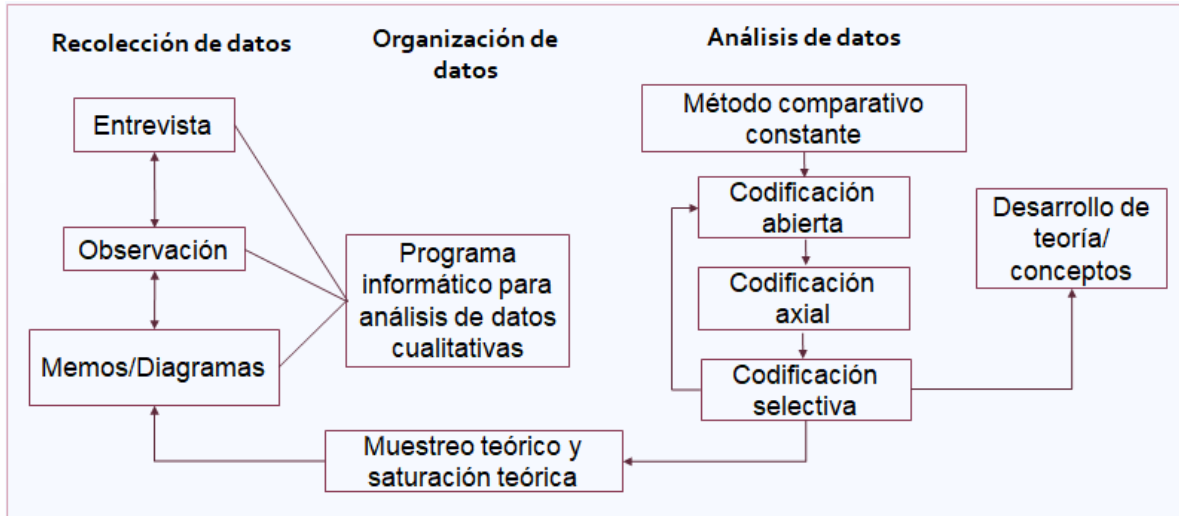 Recolección de datos
Organización de
datos
Análisis de datos
Entrevista
Observación
Memos/Diagramas
Programa
informático para
análisis de datos
cualitativas
Método comparativo
constante
Codificación
abierta
Codificación
axial
Codificación
selectiva
Desarrollo de
teoría/
conceptos
Muestreo teórico y
saturación teórica